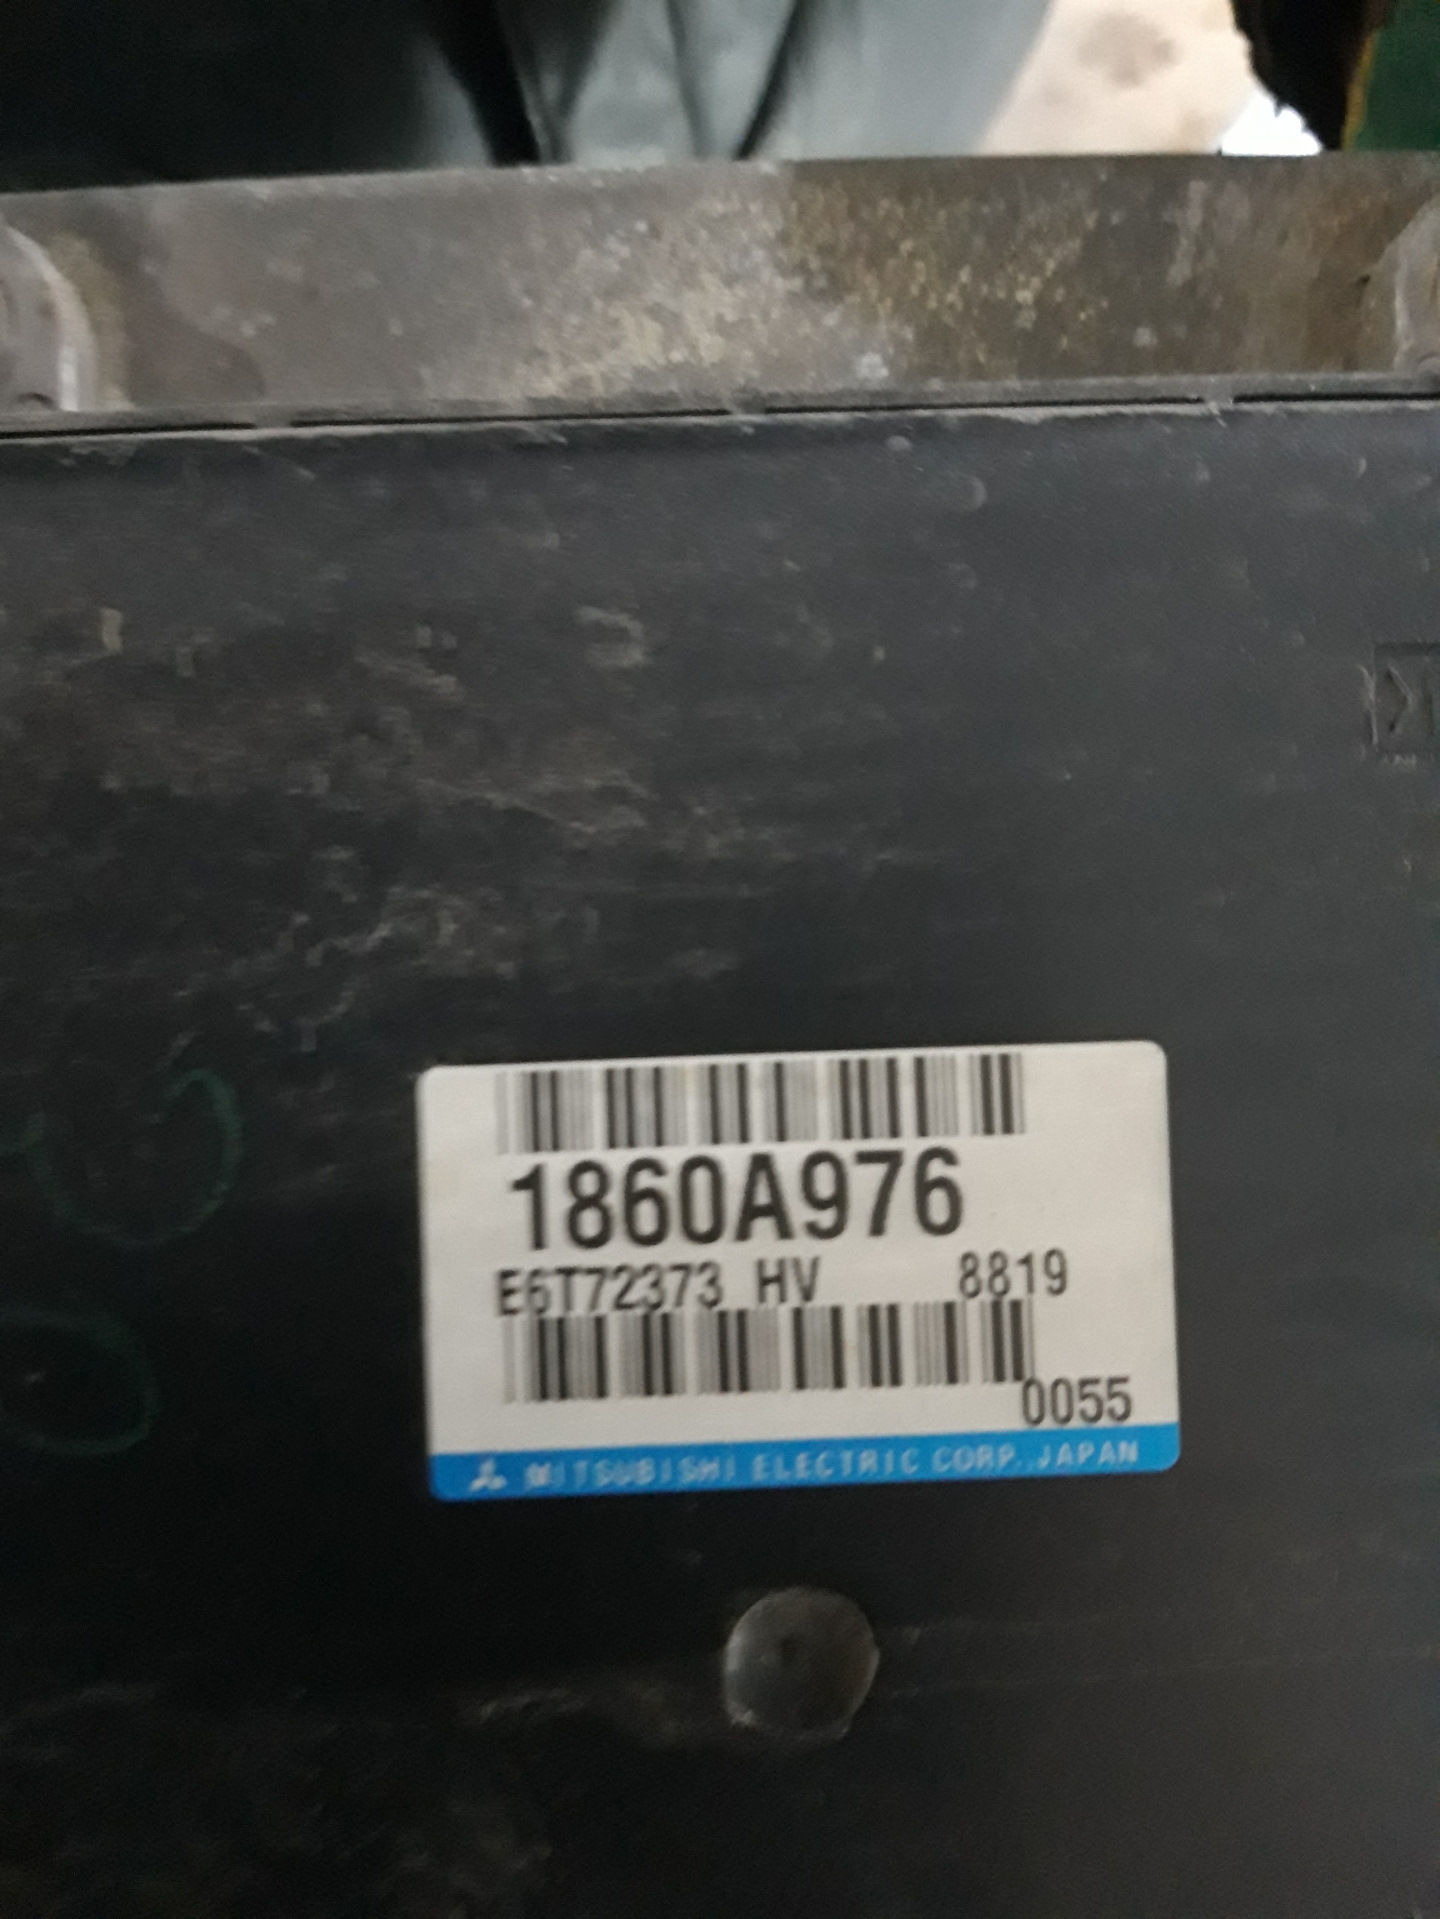 1860A976
E6T72373 HV 8819
0055
MITSUBISHI ELECTRIC CORP. JAPAN